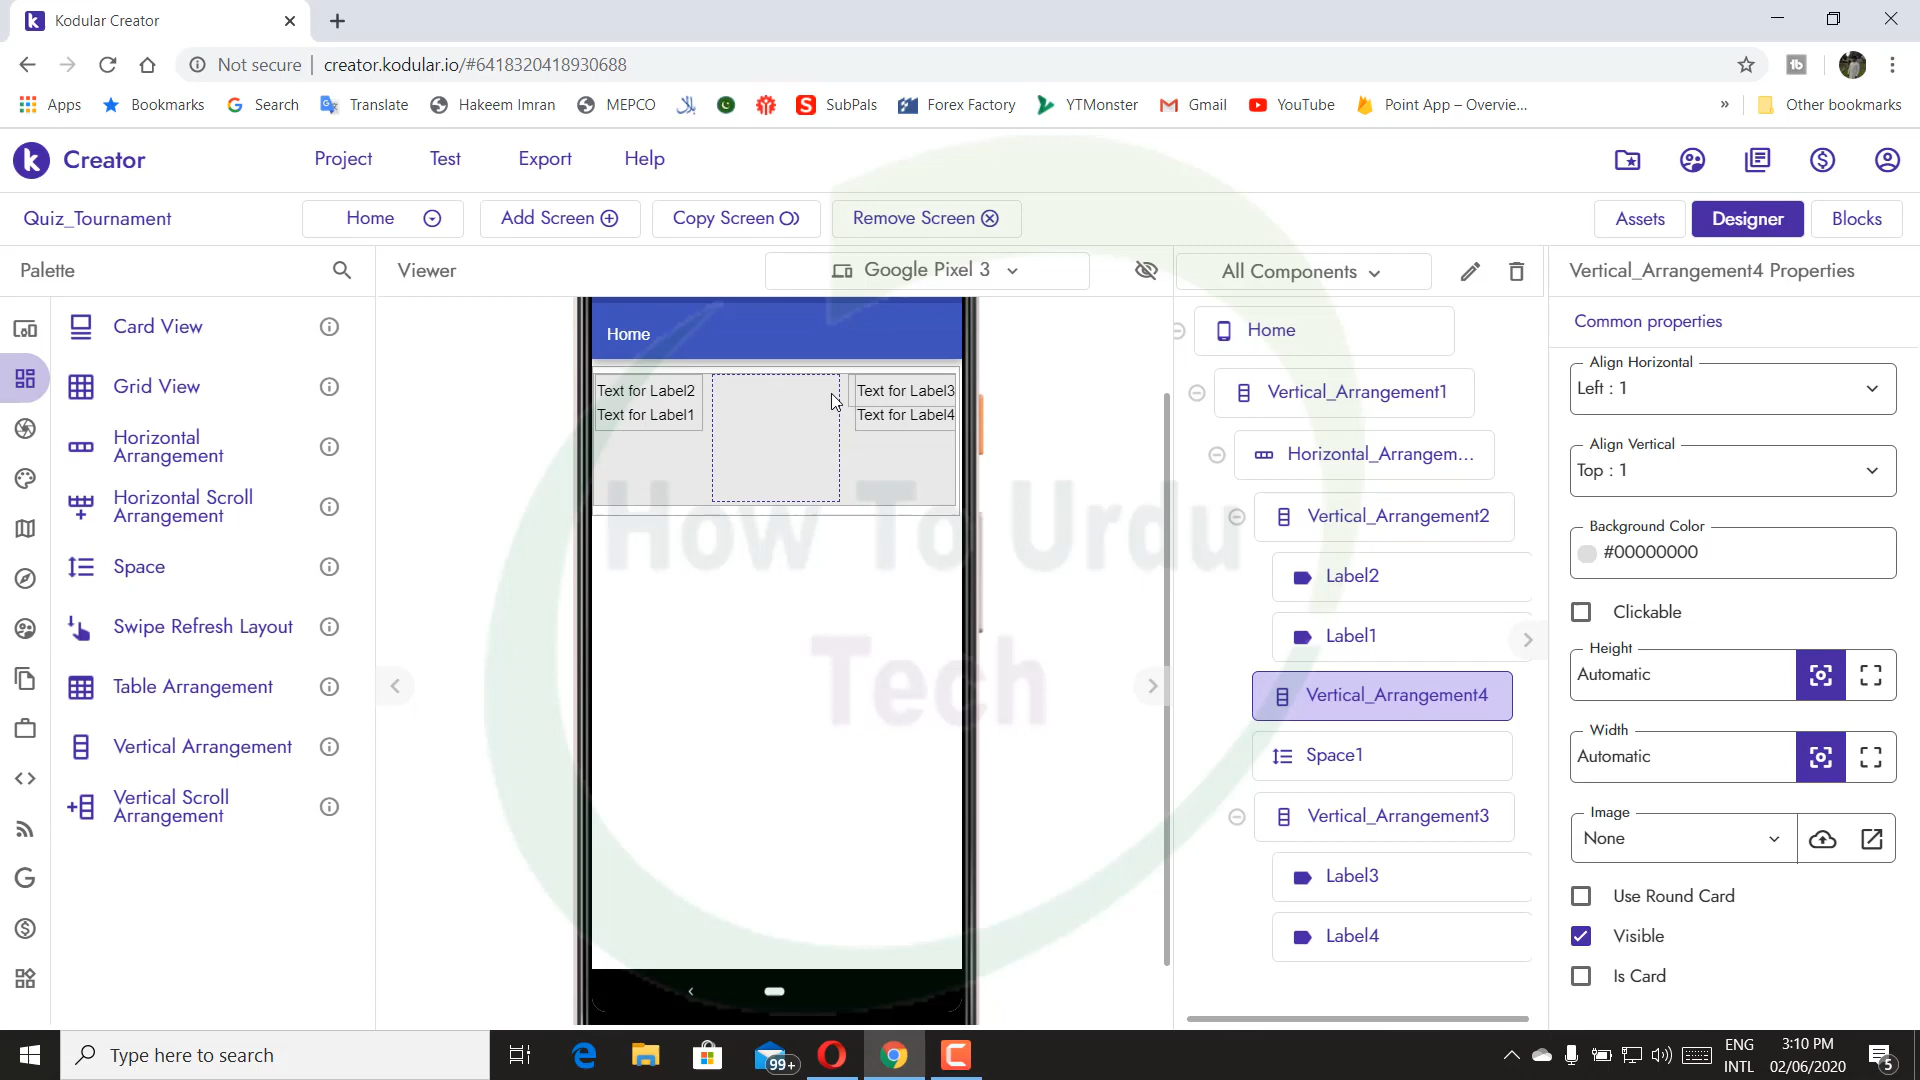 Kodular Creator
Not secure | creator.kodular.io/#6418320418930688
Apps Bookmarks Search Translate Hakeem Imran MEPCO SubPals Forex Factory YTMonster Gmail YouTube Point App – Overvie... » Other bookmarks
Creator Project Test Export Help
Quiz_Tournament Home Add Screen Copy Screen Remove Screen Assets Designer Blocks
Palette Viewer Google Pixel 3 All Components Vertical_Arrangement4 Properties
Card View
Grid View
Horizontal
Arrangement
Horizontal Scroll
Arrangement
Space
Swipe Refresh Layout
Table Arrangement
Vertical Arrangement
Vertical Scroll
Arrangement
Home
Text for Label2
Text for Label1
Text for Label3
Text for Label4
How To Urdu
Tech
Home
Vertical_Arrangement1
Horizontal_Arrangem...
Vertical_Arrangement2
Label2
Label1
Vertical_Arrangement4
Space1
Vertical_Arrangement3
Label3
Label4
Common properties
Align Horizontal
Left : 1
Align Vertical
Top : 1
Background Color
#00000000
Clickable
Height
Automatic
Width
Automatic
Image
None
Use Round Card
Visible
Is Card
Type here to search
99+
ENG
INTL
3:10 PM
02/06/2020
5